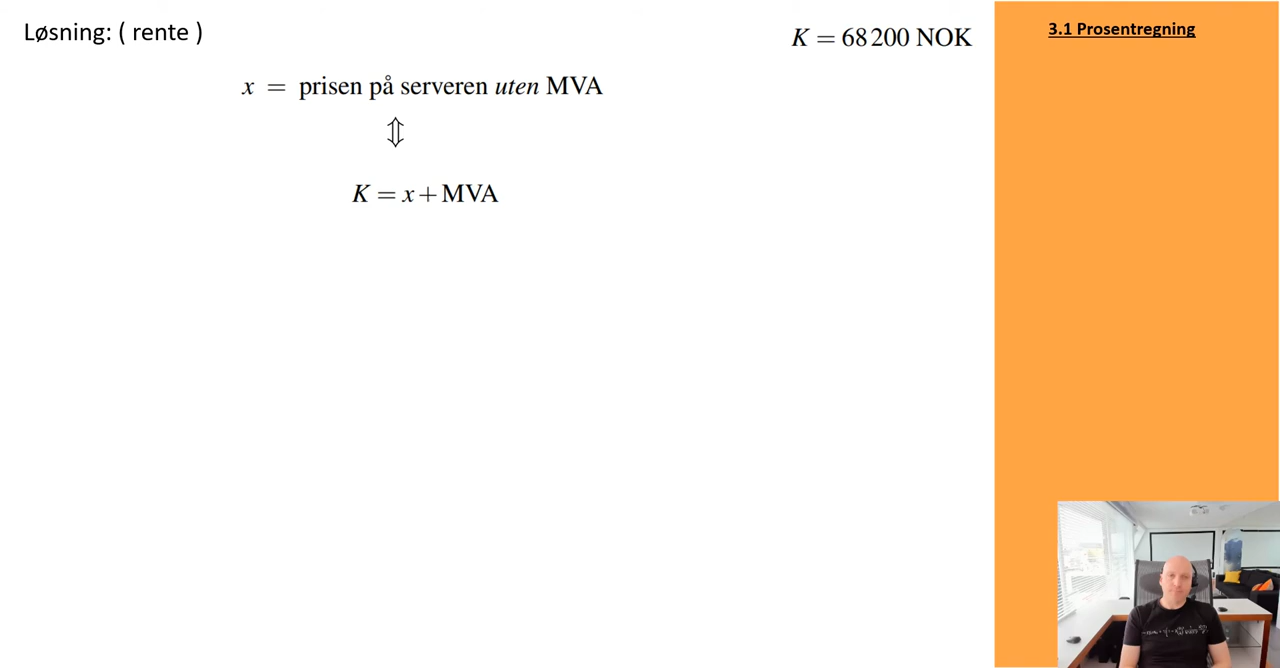 Løsning: ( rente )
K = 68 200 NOK
3.1 Prosentregning
x = prisen på serveren uten MVA
⇕
K = x + MVA